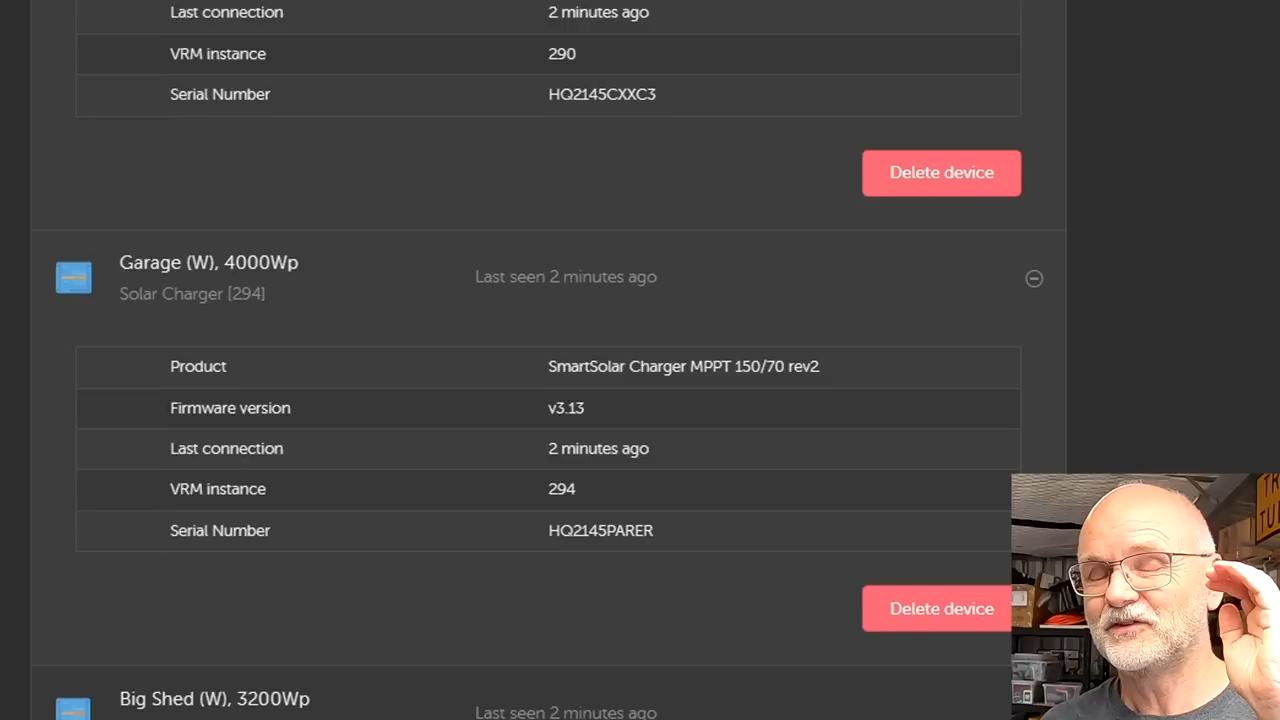 Last connection 2 minutes ago
VRM instance 290
Serial Number HQ2145CXXC3
Delete device
Garage (W), 4000Wp
Last seen 2 minutes ago
Solar Charger [294]
Product SmartSolar Charger MPPT 150/70 rev2
Firmware version v3.13
Last connection 2 minutes ago
VRM instance 294
Serial Number HQ2145PARER
Delete device
Big Shed (W), 3200Wp
Last seen 2 minutes ago